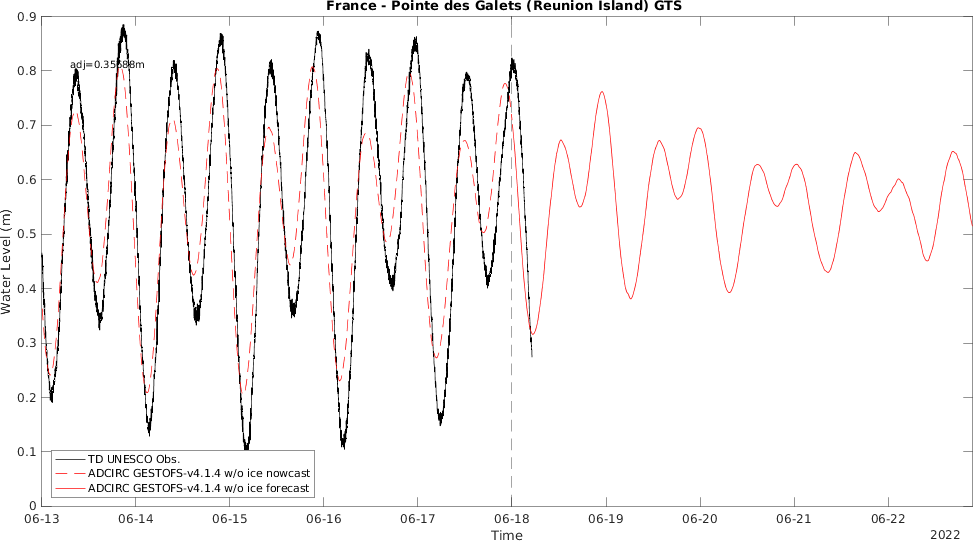 France - Pointe des Galets (Reunion Island) GTS
Water Level (m)
0.9
0.8
0.7
0.6
0.5
0.4
0.3
0.2
0.1
0
adj=0.35688m
TD UNESCO Obs.
ADCIRC GESTOFS-v4.1.4 w/o ice nowcast
ADCIRC GESTOFS-v4.1.4 w/o ice forecast
06-13 06-14 06-15 06-16 06-17 06-18 06-19 06-20 06-21 06-22
Time
2022